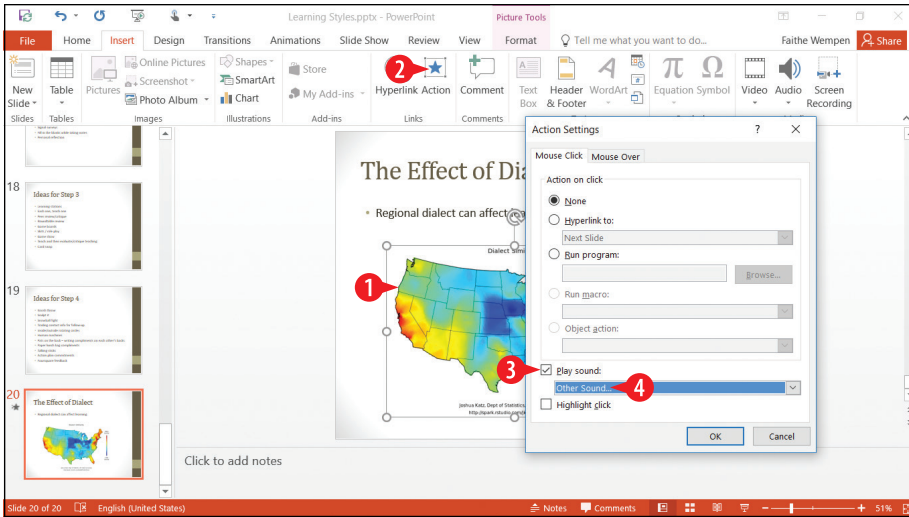 Learning Styles.pptx - PowerPoint
Picture Tools
File Home Insert Design Transitions Animations Slide Show Review View Format Tell me what you want to do... Faithe Wempen Share
New Slide
Table
Pictures
Online Pictures
Screenshot
Photo Album
Shapes
SmartArt
Chart
Store
My Add-ins
2
Hyperlink Action
Comment
Text Box
Header & Footer
WordArt
Equation Symbol
Video Audio
Screen Recording
Slides Tables Images Illustrations Add-ins Links Comments
18
Ideas for Step 3
19
Ideas for Step 4
20
The Effect of Dialect
The Effect of Dia
Regional dialect can affect
Dialect Simi
1
Joshua Katz, Dept of Statistics,
Click to add notes
Action Settings ?
Mouse Click Mouse Over
Action on click
None
Hyperlink to:
Next Slide
Run program:
Browse...
Run macro:
Object action:
3 Play sound:
Other Sound... 4
Highlight click
OK Cancel
Slide 20 of 20 English (United States) Notes Comments 51%